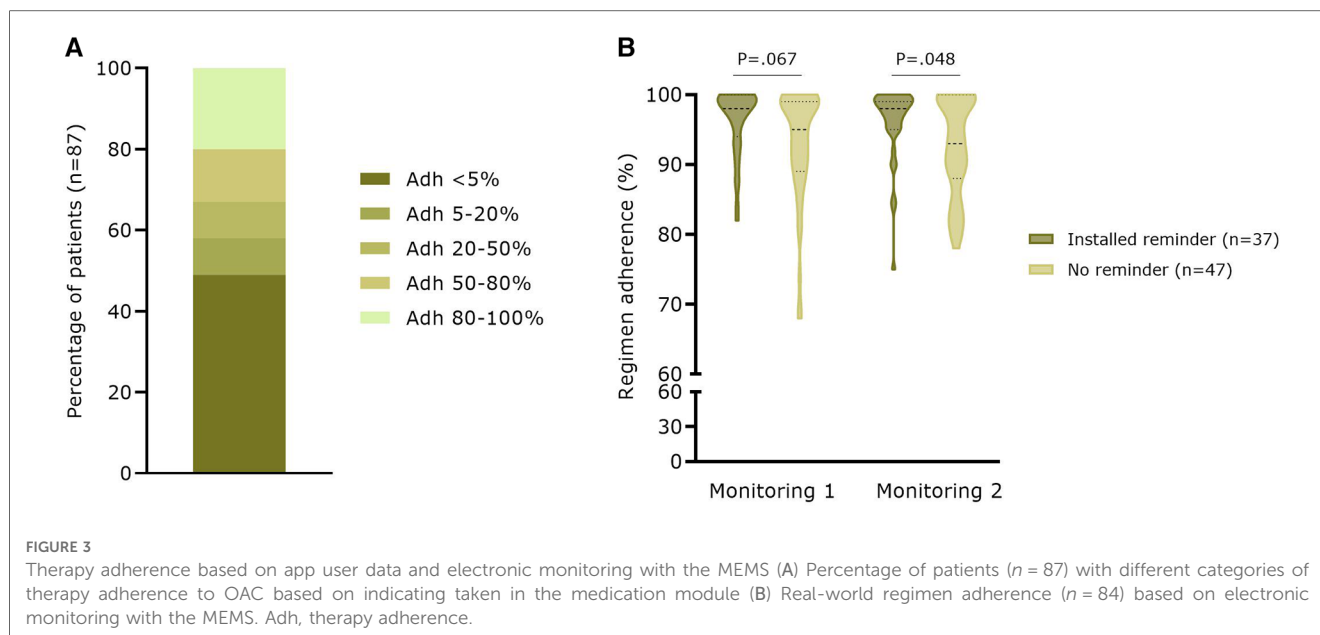 A
100
80
60
40
20
0
Percentage of patients (n=87)
Adh <5%
Adh 5-20%
Adh 20-50%
Adh 50-80%
Adh 80-100%
B
P=.067
P=.048
100
90
80
70
60
60
0
Regimen adherence (%)
Monitoring 1
Monitoring 2
Installed reminder (n=37)
No reminder (n=47)
FIGURE 3
Therapy adherence based on app user data and electronic monitoring with the MEMS (A) Percentage of patients (n = 87) with different categories of
therapy adherence to OAC based on indicating taken in the medication module (B) Real-world regimen adherence (n = 84) based on electronic
monitoring with the MEMS. Adh, therapy adherence.